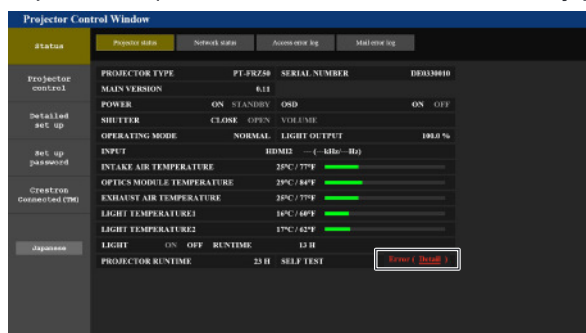 Projector Control Window
Status
Projector status Network status Access error log Mail error log
Projector control
Detailed set up
Set up password
Crestron Connected(TM)
Japanese
PROJECTOR TYPE PT-FRZ50 SERIAL NUMBER DE0330010
MAIN VERSION 0.11
POWER ON STANDBY OSD ON OFF
SHUTTER CLOSE OPEN VOLUME
OPERATING MODE NORMAL LIGHT OUTPUT 100.0 %
INPUT HDMI2 ---(---kHz/---Hz)
INTAKE AIR TEMPERATURE 25°C / 77°F
OPTICS MODULE TEMPERATURE 29°C / 84°F
EXHAUST AIR TEMPERATURE 25°C / 77°F
LIGHT TEMPERATURE1 16°C / 60°F
LIGHT TEMPERATURE2 17°C / 62°F
LIGHT ON OFF RUNTIME 13 H
PROJECTOR RUNTIME 23 H SELF TEST Error ( Detail )